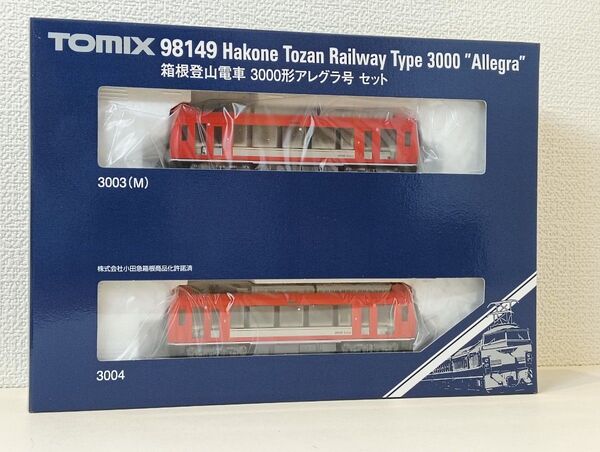 TOMIX 98149 Hakone Tozan Railway Type 3000 "Allegra"
箱根登山電車 3000形アレグラ号 セット
3003(M)
株式会社小田急箱根商品化許諾済
3004